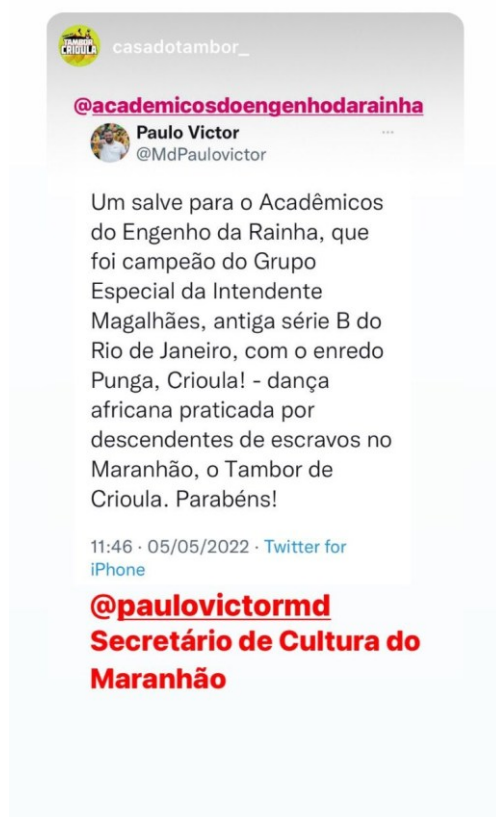 TAMBOR
CRIOULA
casadotambor_
@academicosdoengenhodarainha
Paulo Victor
@MdPaulovictor
Um salve para o Acadêmicos
do Engenho da Rainha, que
foi campeão do Grupo
Especial da Intendente
Magalhães, antiga série B do
Rio de Janeiro, com o enredo
Punga, Crioula! - dança
africana praticada por
descendentes de escravos no
Maranhão, o Tambor de
Crioula. Parabéns!
11:46 · 05/05/2022 · Twitter for
iPhone
@paulovictormd
Secretário de Cultura do
Maranhão